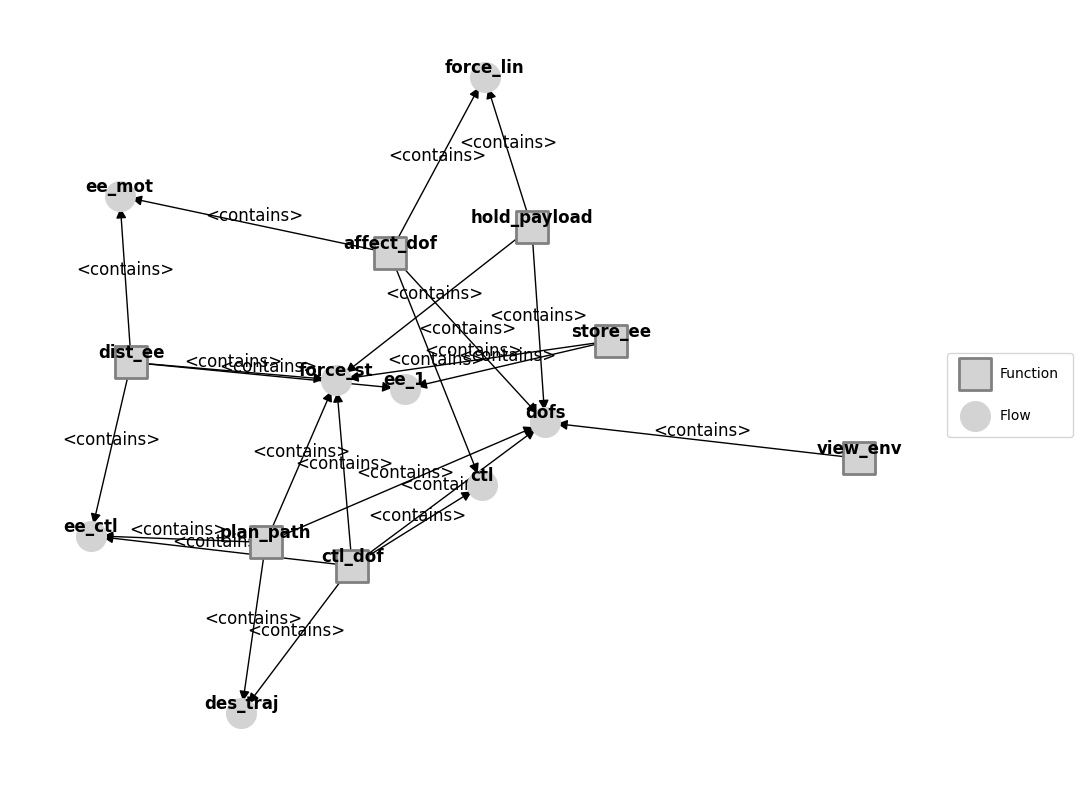 force_lin
<contains>
<contains>
ee_mot
<contains>
hold_payload
affect_dof
<contains>
<contains>
<contains>
<contains>
store_ee
dist_ee
<contains>
<contains>
<contains>
<contains>
<contains>
force_st
ee_1
Function
dofs
Flow
<contains>
view_env
<contains>
<contains>
<contains>
<contains>
ctl
<contains>
<contains>
ee_ctl
<contains>
plan_path
<contains>
ctl_dof
<contains>
<contains>
des_traj